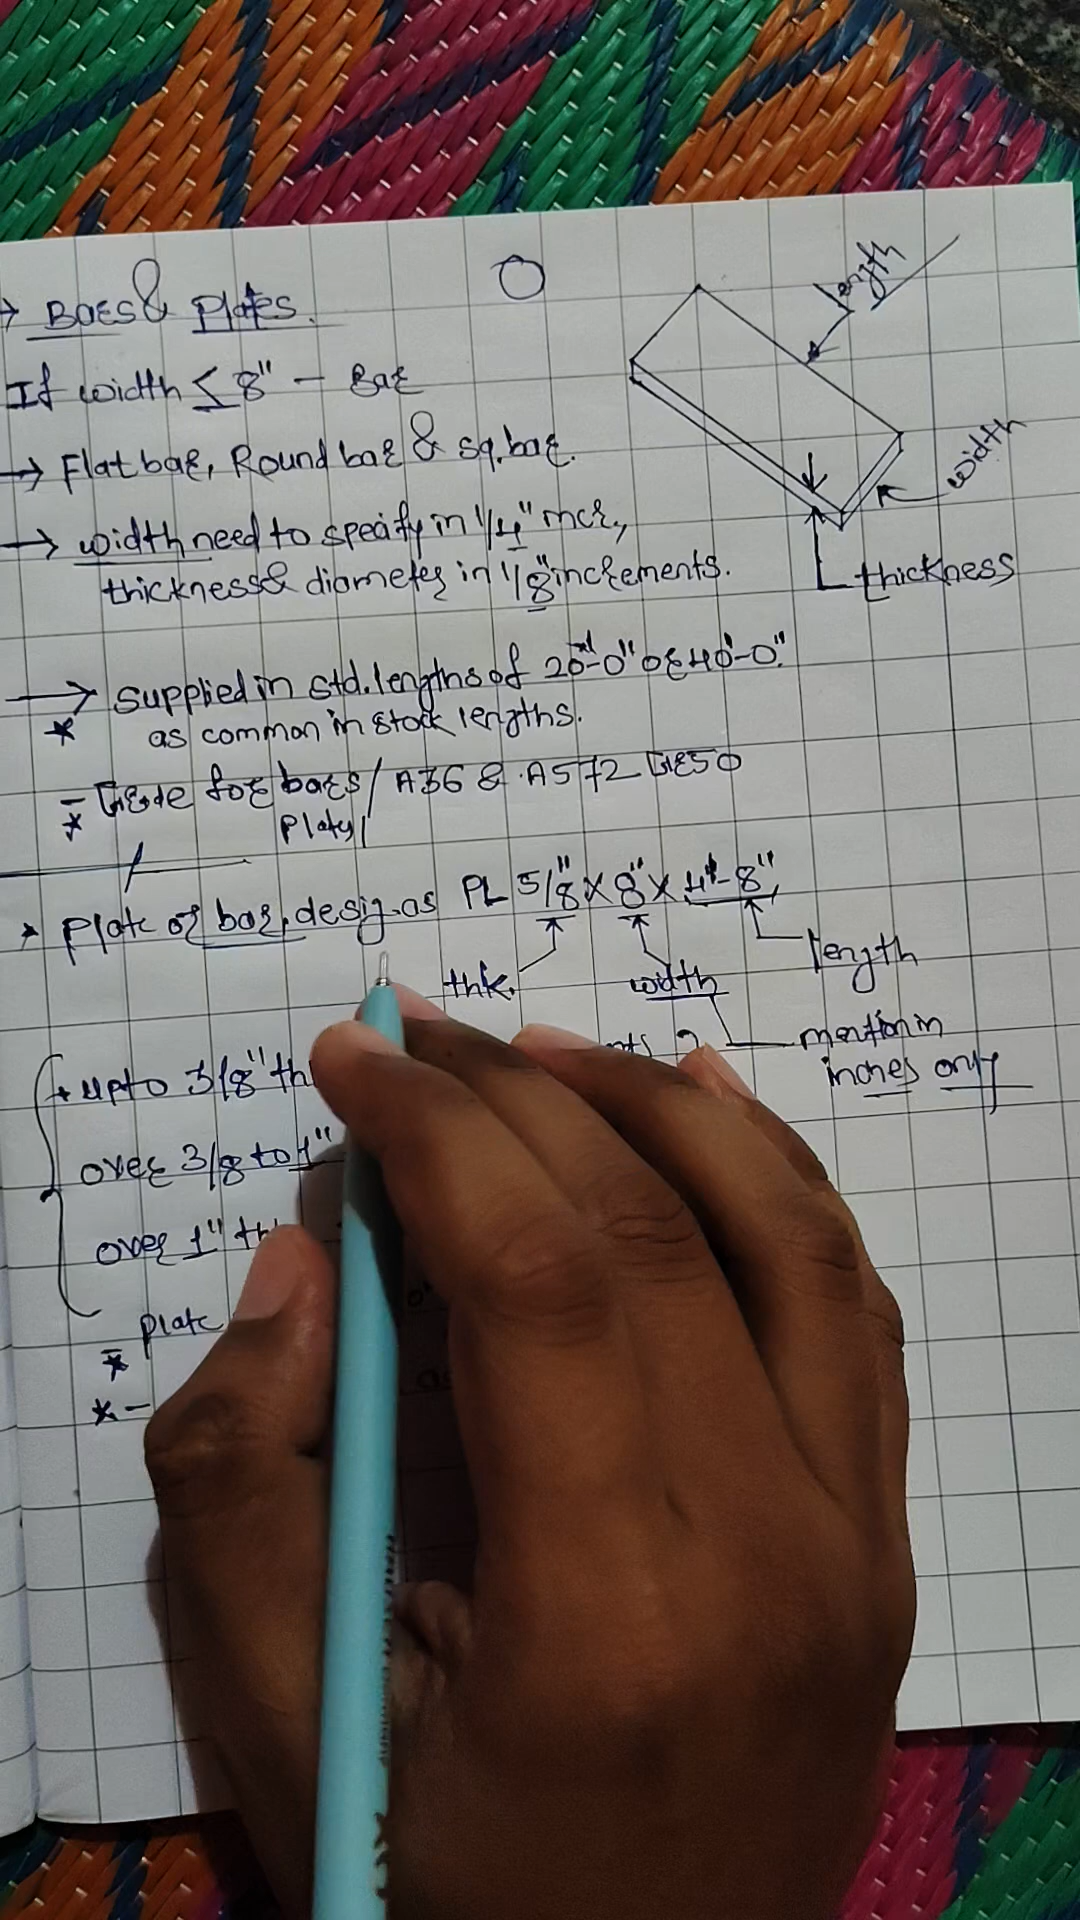 → Bars & Plates.
If width ≤ 8" - Bar
→ Flat bar, Round bar & sq. bar.
→ width need to specify in 1/4" incr,
thickness & diameter in 1/8" increments.
→ supplied in std. lengths of 20'-0" or 40'-0".
* as common in stock lengths.
- Grade for bars/ A36 & A572 GR50
* plates/
Plate or bar, desig. as PL 5/8" × 8" × 4'-8"
thk. width length
mention in
inches only
* upto 3/8" th
over 3/8 to 1"
over 1" th
* plate
* -
length
width
thickness